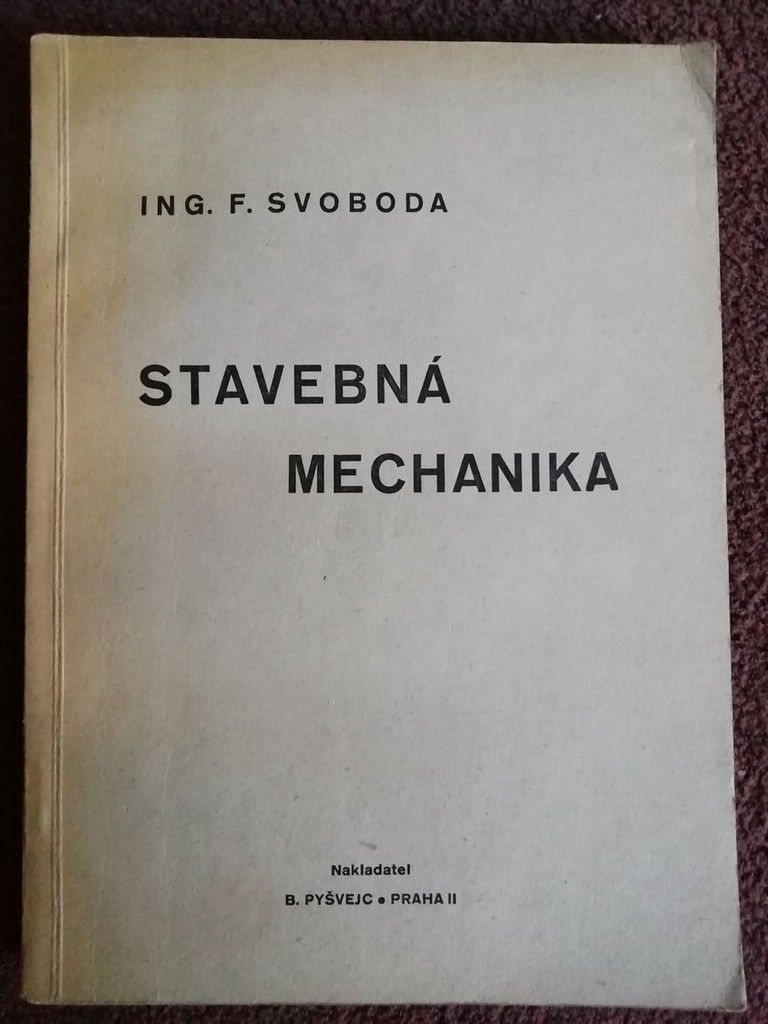 ING. F. SVOBODA
STAVEBNÁ
MECHANIKA
Nakladatel
B. PYŠVEJC • PRAHA II